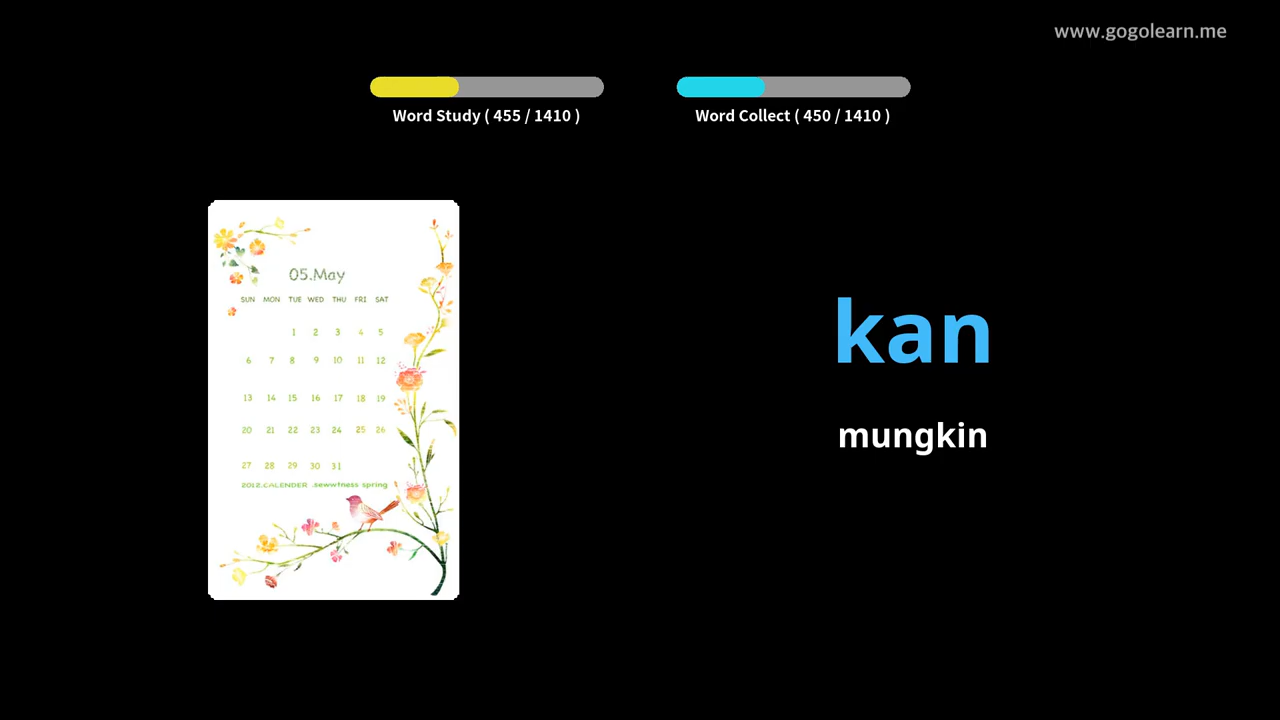 www.gogolearn.me
Word Study ( 455 / 1410 )
Word Collect ( 450 / 1410 )
05.May
SUN MON TUE WED THU FRI SAT
1 2 3 4 5
6 7 8 9 10 11 12
13 14 15 16 17 18 19
20 21 22 23 24 25 26
27 28 29 30 31
2012.CALENDER .sewwtness spring
kan
mungkin